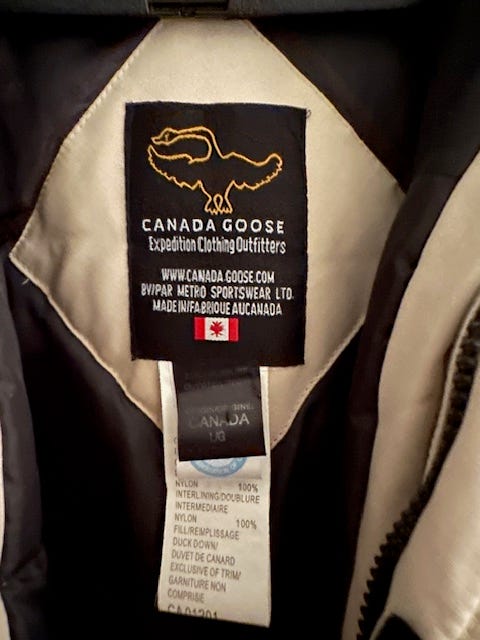 CANADA GOOSE
Expedition Clothing Outfitters
WWW.CANADA.GOOSE.COM
BY/PAR METRO SPORTSWEAR LTD.
MADE IN/FABRIQUE AU CANADA
CANADA
L/G
NYLON 100%
INTERLINING/DOUBLURE
INTERMEDIAIRE
NYLON 100%
FILL/REMPLISSAGE
DUCK DOWN/
DUVET DE CANARD
EXCLUSIVE OF TRIM/
GARNITURE NON
COMPRISE